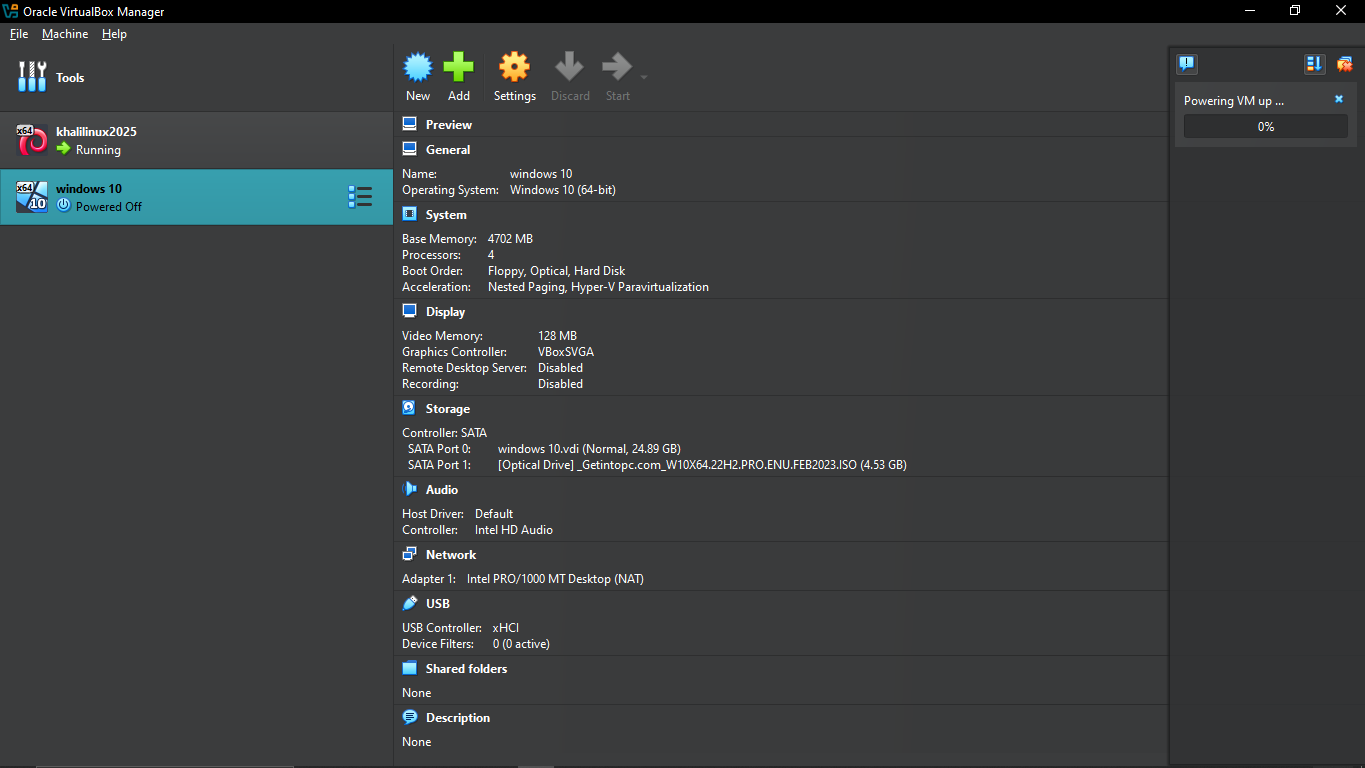 Oracle VirtualBox Manager
File Machine Help
Tools
New Add Settings Discard Start
x64
khalilinux2025
Running
x64
10
windows 10
Powered Off
Preview
General
Name: windows 10
Operating System: Windows 10 (64-bit)
System
Base Memory: 4702 MB
Processors: 4
Boot Order: Floppy, Optical, Hard Disk
Acceleration: Nested Paging, Hyper-V Paravirtualization
Display
Video Memory: 128 MB
Graphics Controller: VBoxSVGA
Remote Desktop Server: Disabled
Recording: Disabled
Storage
Controller: SATA
SATA Port 0: windows 10.vdi (Normal, 24.89 GB)
SATA Port 1: [Optical Drive] _Getintopc.com_W10X64.22H2.PRO.ENU.FEB2023.ISO (4.53 GB)
Audio
Host Driver: Default
Controller: Intel HD Audio
Network
Adapter 1: Intel PRO/1000 MT Desktop (NAT)
USB
USB Controller: xHCI
Device Filters: 0 (0 active)
Shared folders
None
Description
None
Powering VM up ...
0%